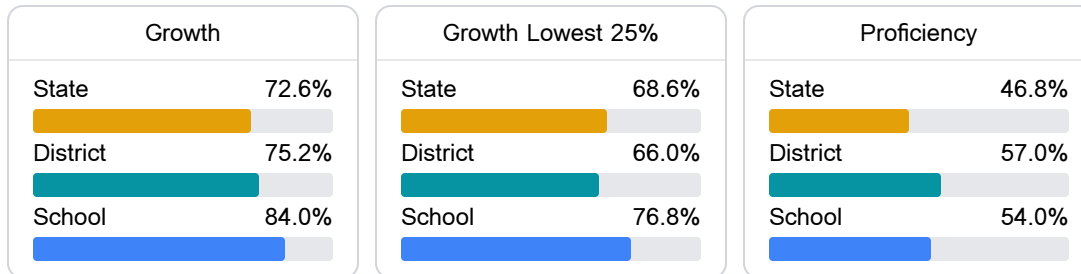 Growth
State 72.6%
District 75.2%
School 84.0%
Growth Lowest 25%
State 68.6%
District 66.0%
School 76.8%
Proficiency
State 46.8%
District 57.0%
School 54.0%